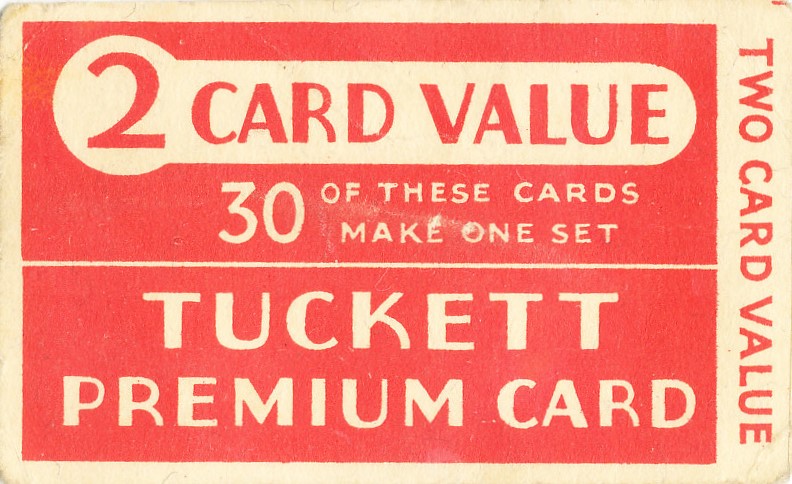 2 CARD VALUE
30 OF THESE CARDS
MAKE ONE SET
TUCKETT
PREMIUM CARD
TWO CARD VALUE